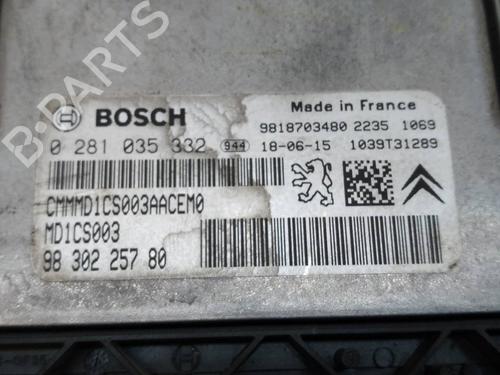 BOSCH
Made in France
9818703480 2235 1069
0 281 035 332 944 18-06-15 1039T31289
CMMMD1CS003AACEM0
MD1CS003
98 302 257 80
B-PARTS